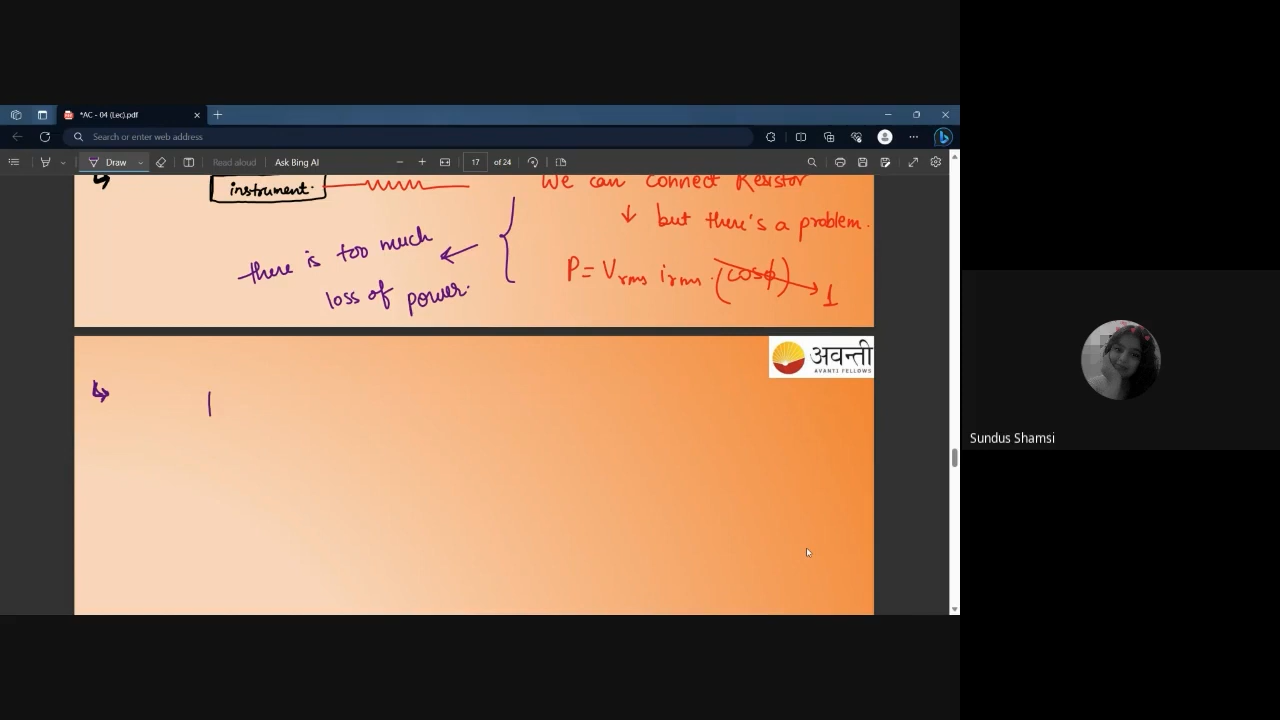 *AC - 04 (Lec).pdf
Search or enter web address
Draw
Read aloud
Ask Bing AI
17 of 24
instrument.
We can connect Resistor
↓ but there's a problem.
there is too much
loss of power.
P = Vrms irms. (cosϕ) → 1
अवन्ती
AVANTI FELLOWS
Sundus Shamsi